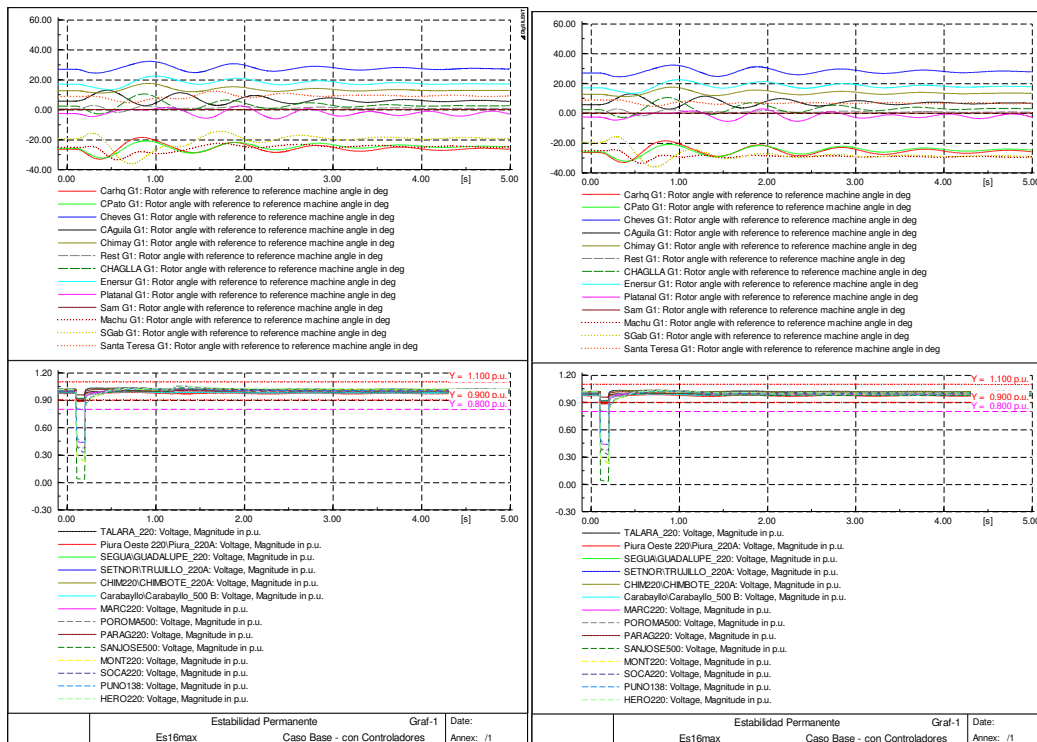 60.00
40.00
20.00
0.00
-20.00
-40.00
0.00 1.00 2.00 3.00 4.00 [s] 5.00
DIgSILENT
Carhq G1: Rotor angle with reference to reference machine angle in deg
CPato G1: Rotor angle with reference to reference machine angle in deg
Cheves G1: Rotor angle with reference to reference machine angle in deg
CAguila G1: Rotor angle with reference to reference machine angle in deg
Chimay G1: Rotor angle with reference to reference machine angle in deg
Rest G1: Rotor angle with reference to reference machine angle in deg
CHAGLLA G1: Rotor angle with reference to reference machine angle in deg
Enersur G1: Rotor angle with reference to reference machine angle in deg
Platanal G1: Rotor angle with reference to reference machine angle in deg
Sam G1: Rotor angle with reference to reference machine angle in deg
Machu G1: Rotor angle with reference to reference machine angle in deg
SGab G1: Rotor angle with reference to reference machine angle in deg
Santa Teresa G1: Rotor angle with reference to reference machine angle in deg
1.20
0.90
0.60
0.30
0.00
-0.30
0.00 1.00 2.00 3.00 4.00 [s] 5.00
Y = 1.100 p.u.
Y = 0.900 p.u.
Y = 0.800 p.u.
TALARA_220: Voltage, Magnitude in p.u.
Piura Oeste 220\Piura_220A: Voltage, Magnitude in p.u.
SEGUA\GUADALUPE_220: Voltage, Magnitude in p.u.
SETNOR\TRUJILLO_220A: Voltage, Magnitude in p.u.
CHIM220\CHIMBOTE_220A: Voltage, Magnitude in p.u.
Carabayllo\Carabayllo_500 B: Voltage, Magnitude in p.u.
MARC220: Voltage, Magnitude in p.u.
POROMA500: Voltage, Magnitude in p.u.
PARAG220: Voltage, Magnitude in p.u.
SANJOSE500: Voltage, Magnitude in p.u.
MONT220: Voltage, Magnitude in p.u.
SOCA220: Voltage, Magnitude in p.u.
PUNO138: Voltage, Magnitude in p.u.
HERO220: Voltage, Magnitude in p.u.
Estabilidad Permanente Graf-1 Date:
Es16max Caso Base - con Controladores Annex: /1
60.00
40.00
20.00
0.00
-20.00
-40.00
0.00 1.00 2.00 3.00 4.00 [s] 5.00
DIgSILENT
Carhq G1: Rotor angle with reference to reference machine angle in deg
CPato G1: Rotor angle with reference to reference machine angle in deg
Cheves G1: Rotor angle with reference to reference machine angle in deg
CAguila G1: Rotor angle with reference to reference machine angle in deg
Chimay G1: Rotor angle with reference to reference machine angle in deg
Rest G1: Rotor angle with reference to reference machine angle in deg
CHAGLLA G1: Rotor angle with reference to reference machine angle in deg
Enersur G1: Rotor angle with reference to reference machine angle in deg
Platanal G1: Rotor angle with reference to reference machine angle in deg
Sam G1: Rotor angle with reference to reference machine angle in deg
Machu G1: Rotor angle with reference to reference machine angle in deg
SGab G1: Rotor angle with reference to reference machine angle in deg
Santa Teresa G1: Rotor angle with reference to reference machine angle in deg
1.20
0.90
0.60
0.30
0.00
-0.30
0.00 1.00 2.00 3.00 4.00 [s] 5.00
Y = 1.100 p.u.
Y = 0.900 p.u.
Y = 0.800 p.u.
TALARA_220: Voltage, Magnitude in p.u.
Piura Oeste 220\Piura_220A: Voltage, Magnitude in p.u.
SEGUA\GUADALUPE_220: Voltage, Magnitude in p.u.
SETNOR\TRUJILLO_220A: Voltage, Magnitude in p.u.
CHIM220\CHIMBOTE_220A: Voltage, Magnitude in p.u.
Carabayllo\Carabayllo_500 B: Voltage, Magnitude in p.u.
MARC220: Voltage, Magnitude in p.u.
POROMA500: Voltage, Magnitude in p.u.
PARAG220: Voltage, Magnitude in p.u.
SANJOSE500: Voltage, Magnitude in p.u.
MONT220: Voltage, Magnitude in p.u.
SOCA220: Voltage, Magnitude in p.u.
PUNO138: Voltage, Magnitude in p.u.
HERO220: Voltage, Magnitude in p.u.
Estabilidad Permanente Graf-1 Date:
Es16max Caso Base - con Controladores Annex: /1